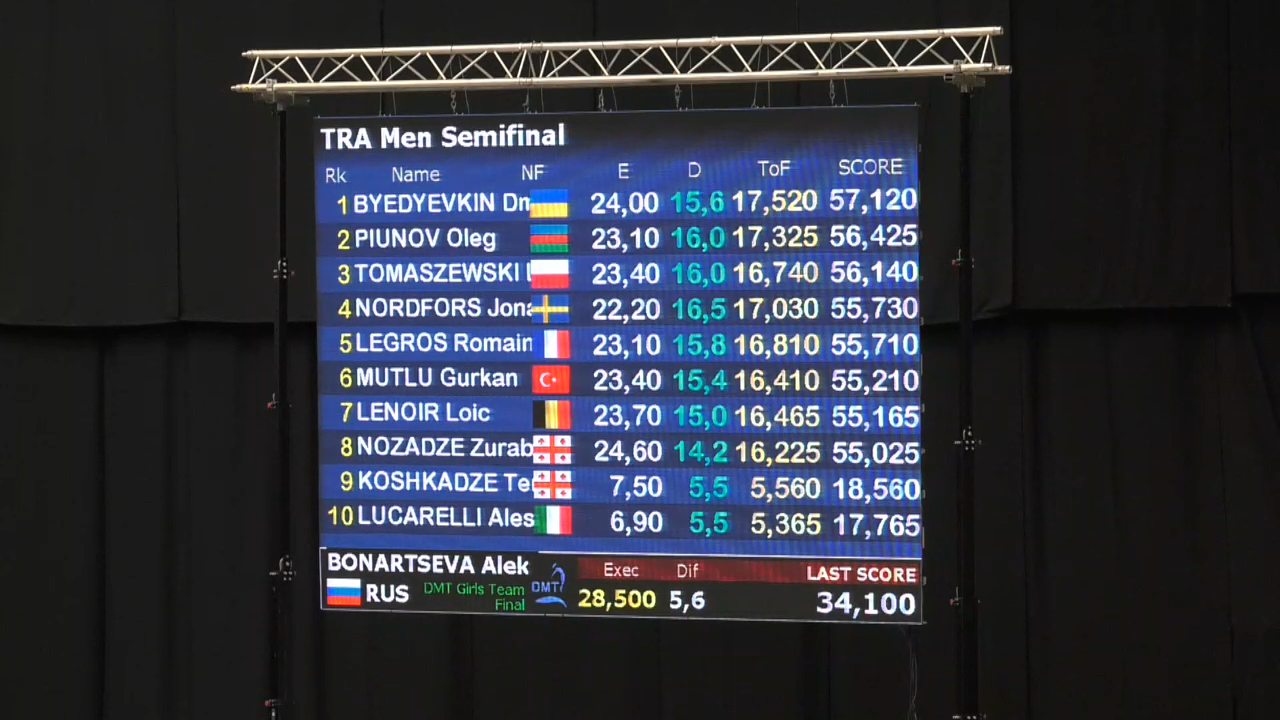 TRA Men Semifinal
Rk Name NF E D ToF SCORE
1 BYEDYEVKIN Dm 24,00 15,6 17,520 57,120
2 PIUNOV Oleg 23,10 16,0 17,325 56,425
3 TOMASZEWSKI 23,40 16,0 16,740 56,140
4 NORDFORS Jona 22,20 16,5 17,030 55,730
5 LEGROS Romain 23,10 15,8 16,810 55,710
6 MUTLU Gurkan 23,40 15,4 16,410 55,210
7 LENOIR Loic 23,70 15,0 16,465 55,165
8 NOZADZE Zurab 24,60 14,2 16,225 55,025
9 KOSHKADZE Te 7,50 5,5 5,560 18,560
10 LUCARELLI Ales 6,90 5,5 5,365 17,765
BONARTSEVA Alek Exec Dif LAST SCORE
RUS DMT Girls Team Final DMT 28,500 5,6 34,100